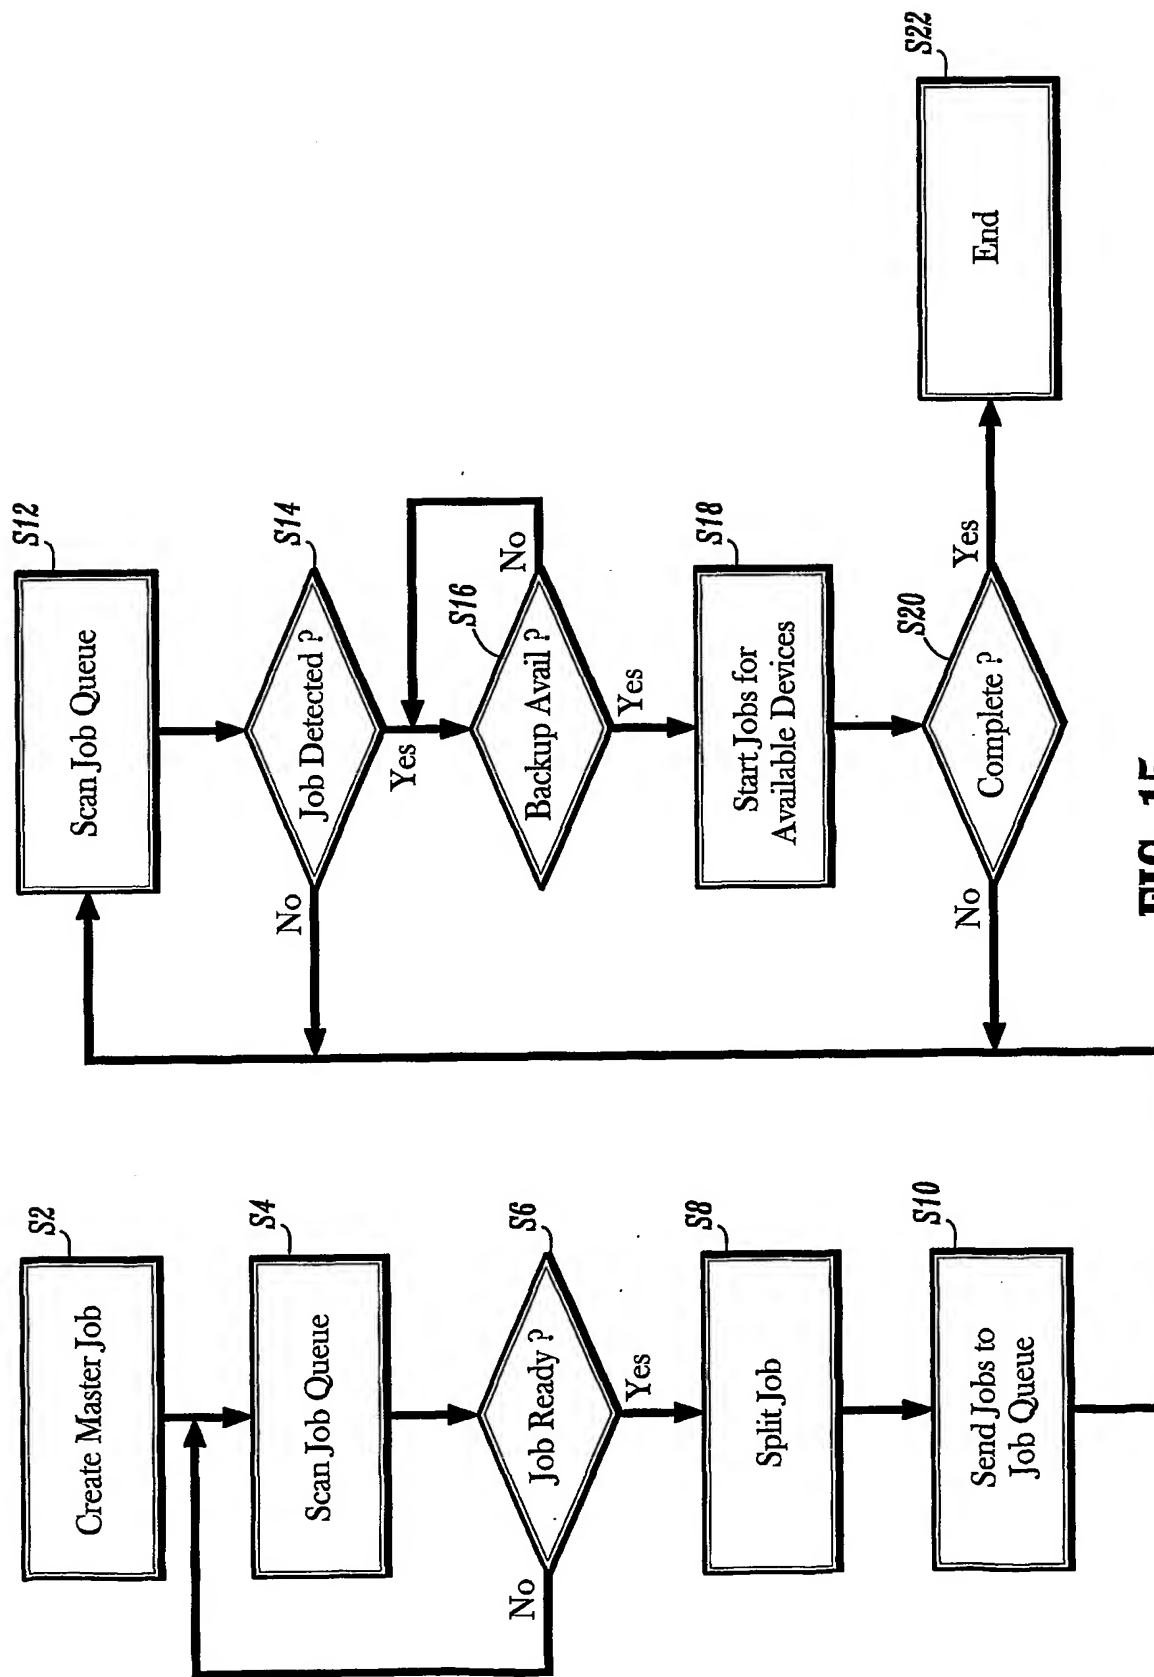 S2
Create Master Job
S4
Scan Job Queue
S6
Job Ready ?
No
Yes
S8
Split Job
S10
Send Jobs to
Job Queue
S12
Scan Job Queue
S14
Job Detected ?
No
Yes
S16
Backup Avail ?
No
Yes
S18
Start Jobs for
Available Devices
S20
Complete ?
No
Yes
S22
End
FIG. 15